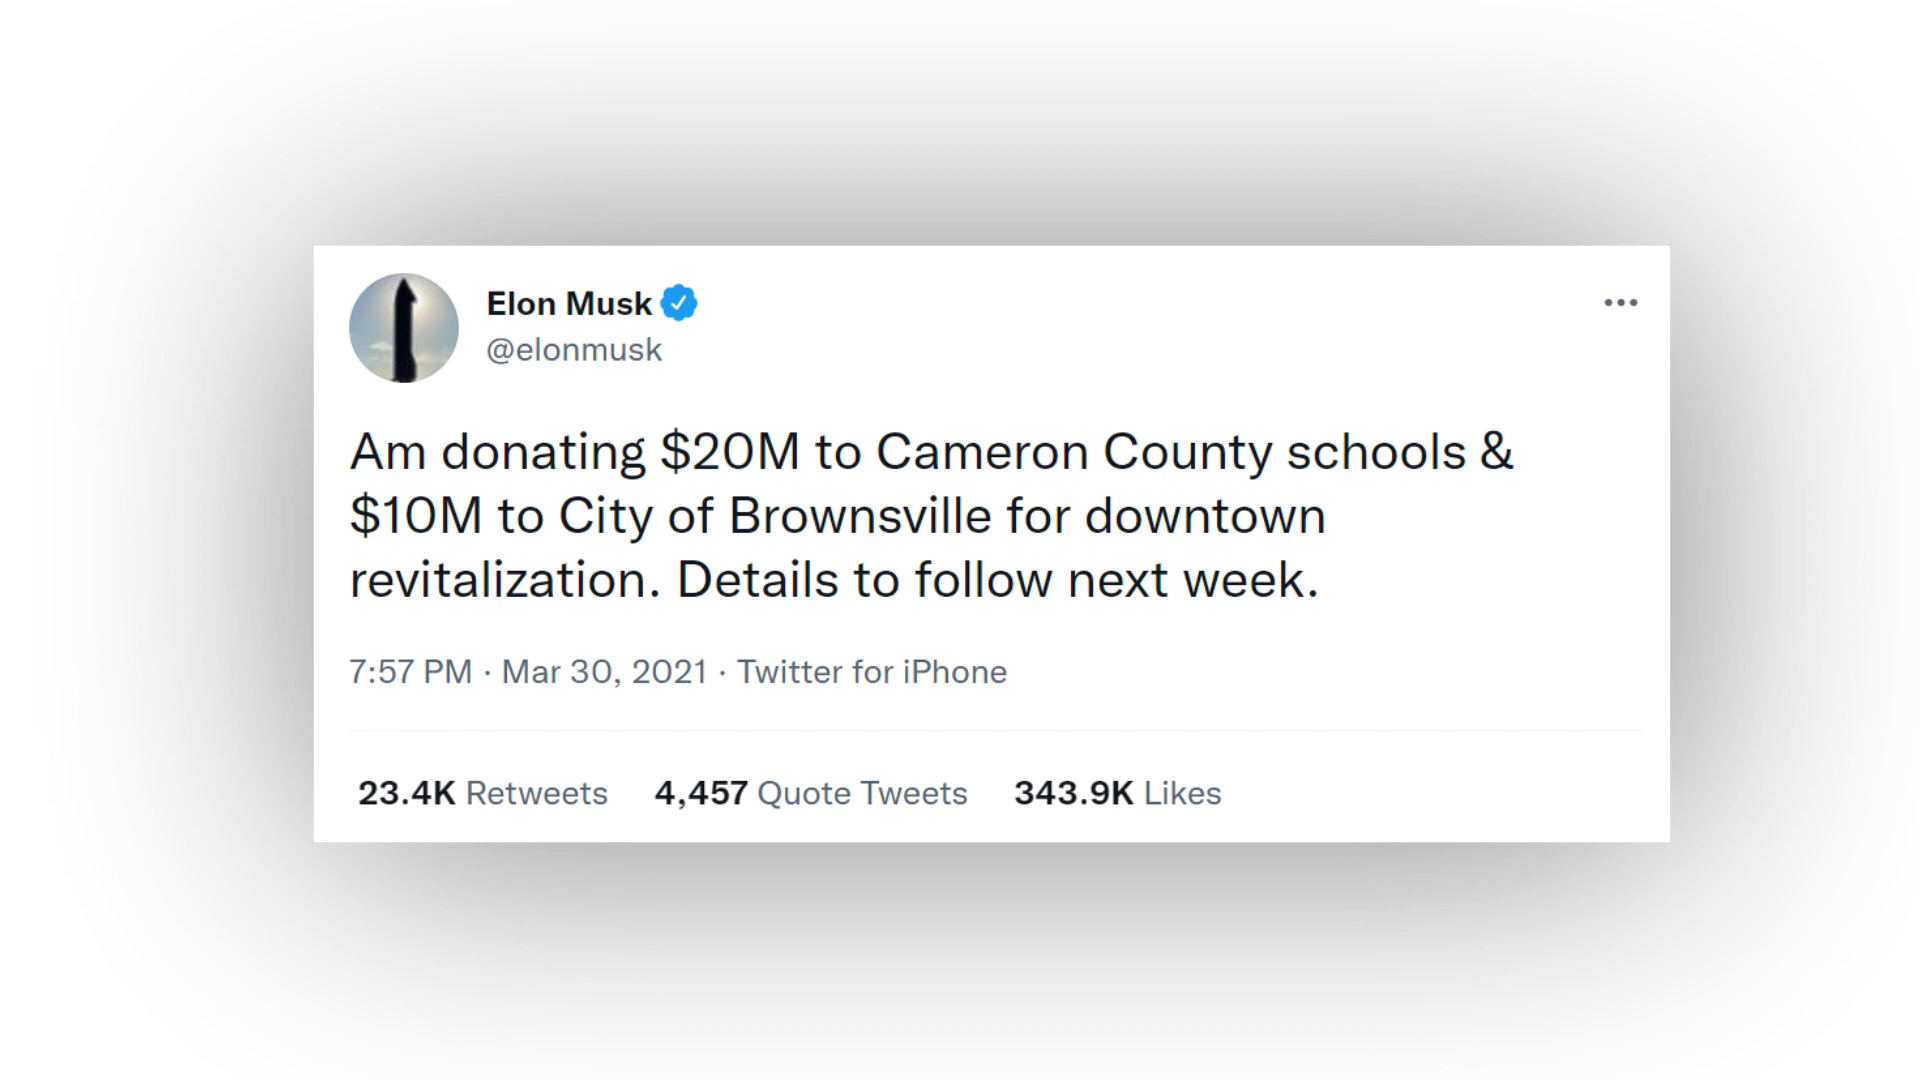 Elon Musk
@elonmusk
Am donating $20M to Cameron County schools &
$10M to City of Brownsville for downtown
revitalization. Details to follow next week.
7:57 PM · Mar 30, 2021 · Twitter for iPhone
23.4K Retweets 4,457 Quote Tweets 343.9K Likes